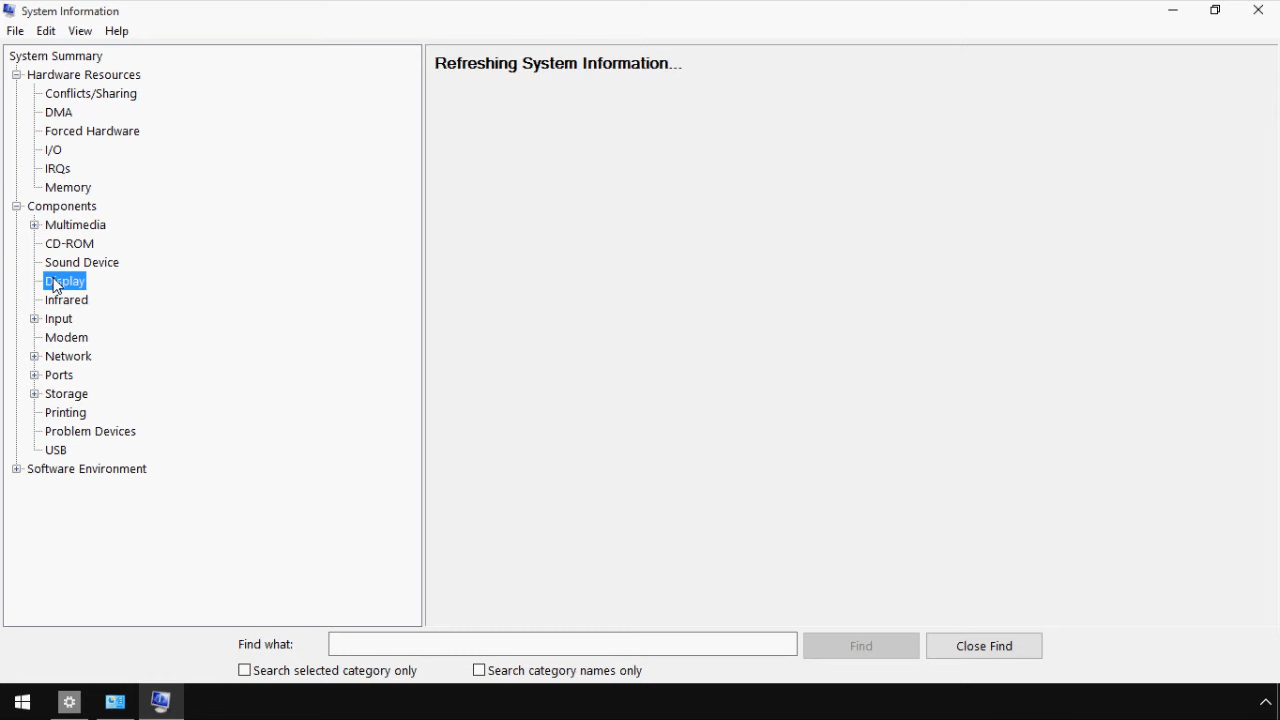 System Information
File Edit View Help
System Summary
Hardware Resources
Conflicts/Sharing
DMA
Forced Hardware
I/O
IRQs
Memory
Components
Multimedia
CD-ROM
Sound Device
Display
Infrared
Input
Modem
Network
Ports
Storage
Printing
Problem Devices
USB
Software Environment
Refreshing System Information...
Find what:
Find
Close Find
Search selected category only
Search category names only